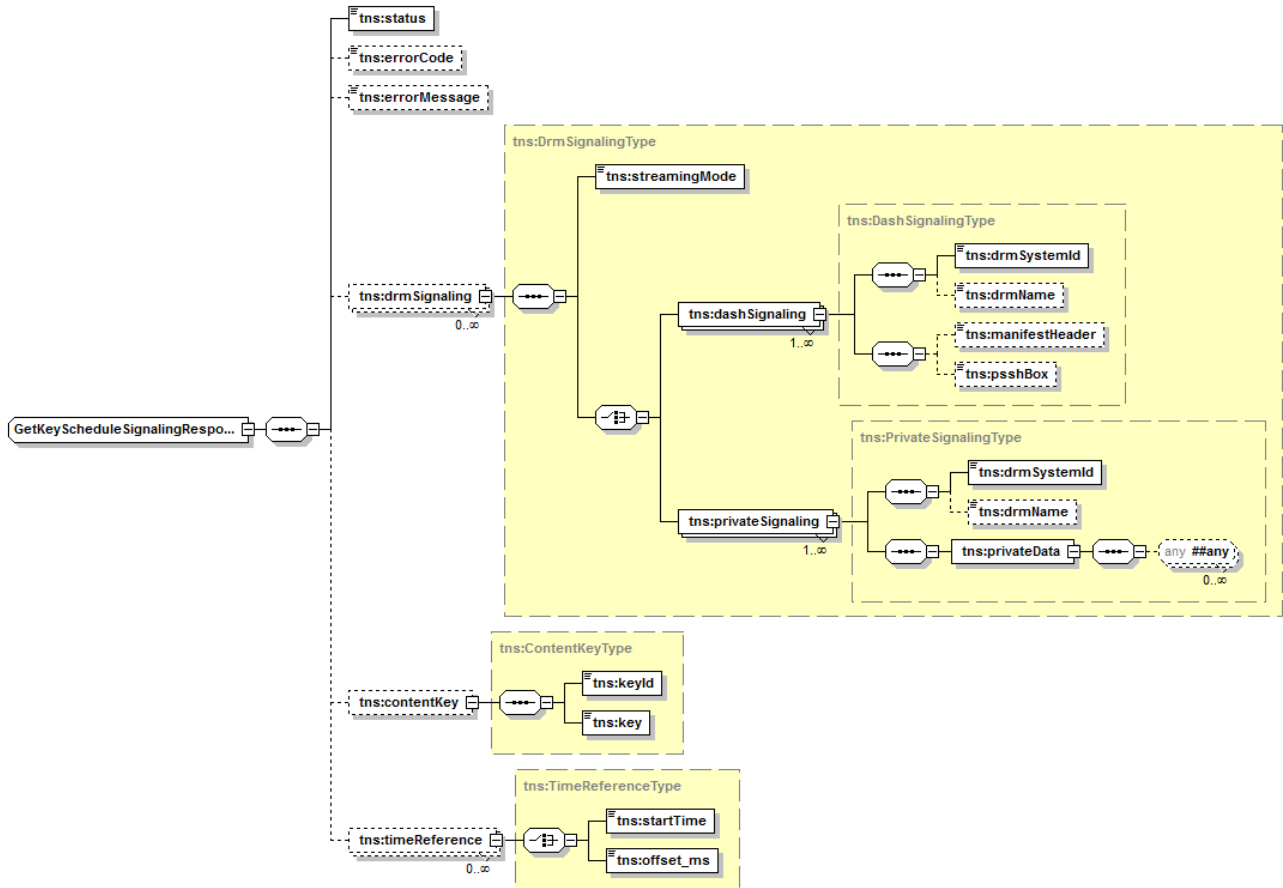 tns:status
tns:errorCode
tns:errorMessage
tns:DrmSignalingType
tns:streamingMode
tns:DashSignalingType
tns:drmSystemId
tns:drmSignaling
0..∞
tns:drmName
tns:dashSignaling
1..∞
tns:manifestHeader
tns:psshBox
GetKeyScheduleSignalingRespo...
tns:PrivateSignalingType
tns:drmSystemId
tns:drmName
tns:privateSignaling
1..∞
tns:privateData
any ##any
0..∞
tns:ContentKeyType
tns:keyId
tns:contentKey
tns:key
tns:TimeReferenceType
tns:startTime
tns:timeReference
0..∞
tns:offset_ms